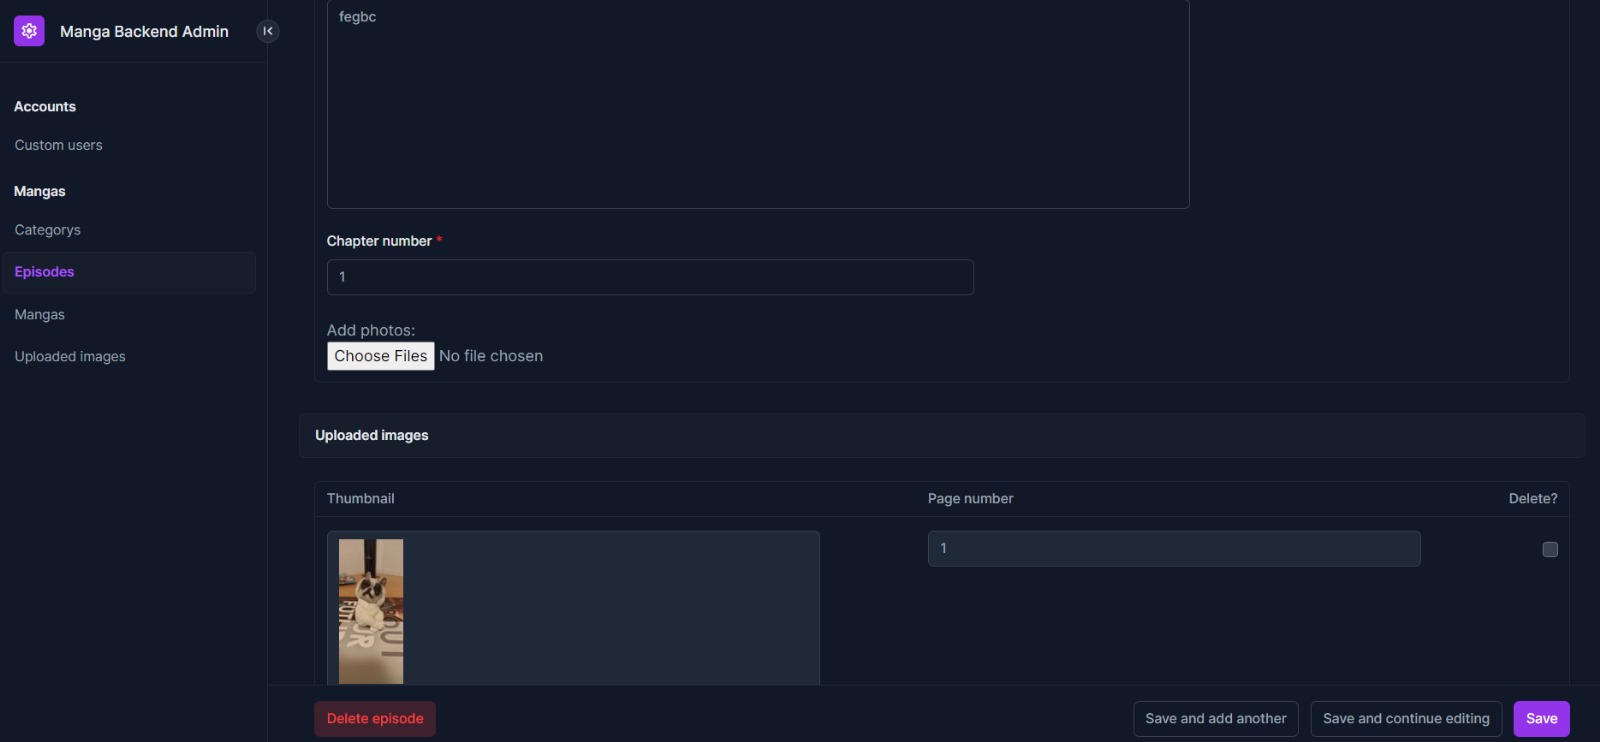 Manga Backend Admin
Accounts
Custom users
Mangas
Categorys
Episodes
Mangas
Uploaded images
fegbc
Chapter number *
1
Add photos:
Choose Files No file chosen
Uploaded images
Thumbnail Page number Delete?
1
Delete episode Save and add another Save and continue editing Save